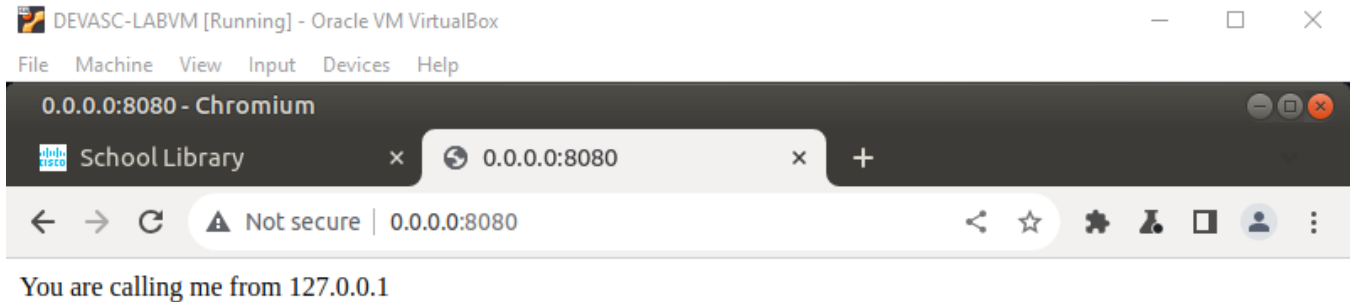 DEVASC-LABVM [Running] - Oracle VM VirtualBox
File Machine View Input Devices Help
0.0.0.0:8080 - Chromium
CISCO School Library × 0.0.0.0:8080 × +
Not secure | 0.0.0.0:8080
You are calling me from 127.0.0.1